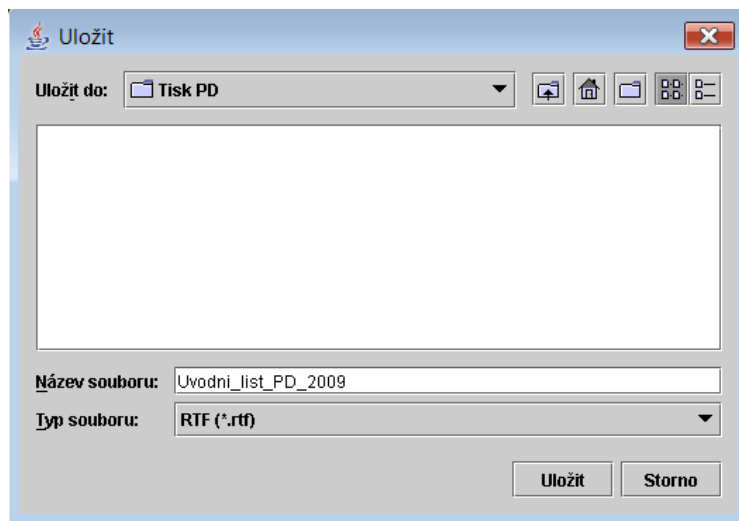 Uložit
Uložit do: Tisk PD
Název souboru: Uvodni_list_PD_2009
Typ souboru: RTF (*.rtf)
Uložit Storno